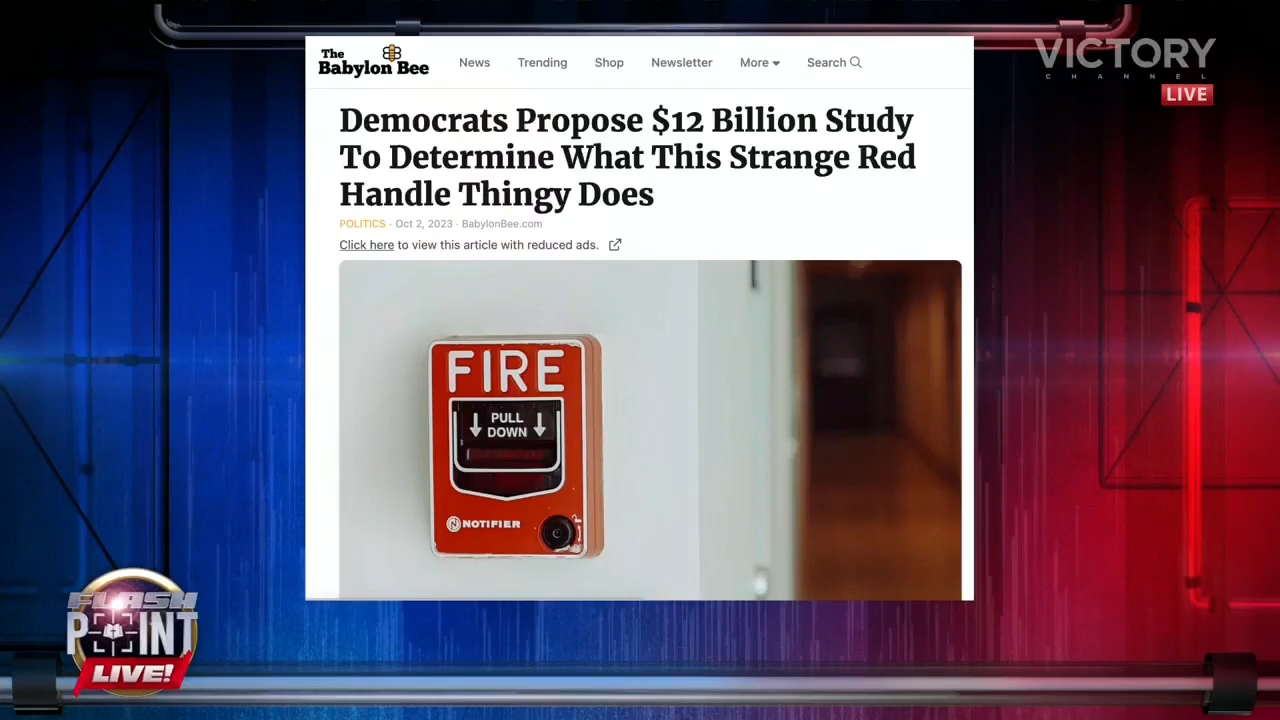 The
Babylon Bee
News
Trending
Shop
Newsletter
More
Search
VICTORY
CHANNEL
LIVE
Democrats Propose $12 Billion Study
To Determine What This Strange Red
Handle Thingy Does
POLITICS · Oct 2, 2023 · BabylonBee.com
Click here to view this article with reduced ads.
FIRE
PULL
DOWN
NOTIFIER
FLASH
POINT
LIVE!